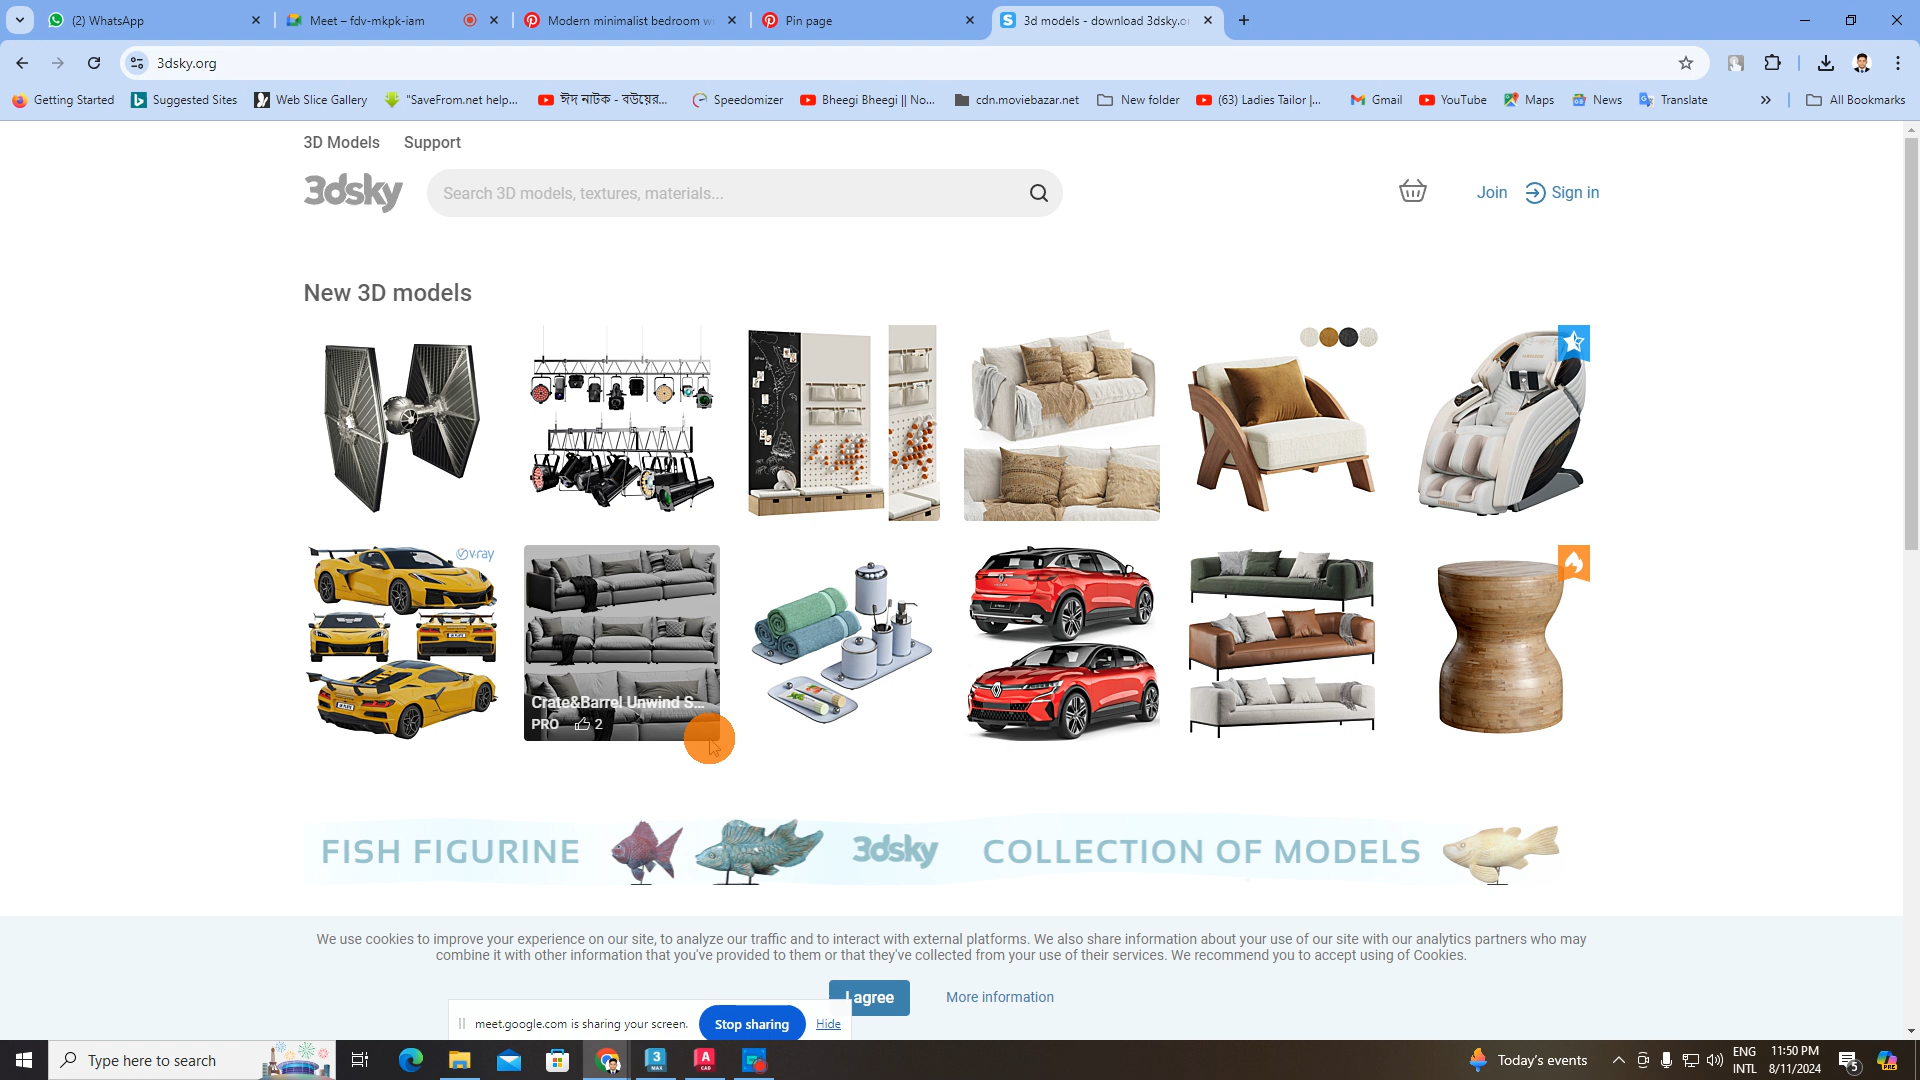 (2) WhatsApp
Meet – fdv-mkpk-iam
Modern minimalist bedroom w
Pin page
3d models - download 3dsky.or
3dsky.org
Getting Started
Suggested Sites
Web Slice Gallery
"SaveFrom.net help...
ঈদ নাটক - বউয়ের...
Speedomizer
Bheegi Bheegi || No...
cdn.moviebazar.net
New folder
(63) Ladies Tailor |...
Gmail
YouTube
Maps
News
Translate
»
All Bookmarks
3D Models Support
3dsky
Search 3D models, textures, materials...
Join
Sign in
New 3D models
v-ray
Crate&Barrel Unwind S...
PRO 2
FISH FIGURINE 3dsky COLLECTION OF MODELS
We use cookies to improve your experience on our site, to analyze our traffic and to interact with external platforms. We also share information about your use of our site with our analytics partners who may
combine it with other information that you've provided to them or that they've collected from your use of their services. We recommend you to accept using of Cookies.
I agree
More information
meet.google.com is sharing your screen.
Stop sharing
Hide
Type here to search
Today's events
ENG
INTL
11:50 PM
8/11/2024
5